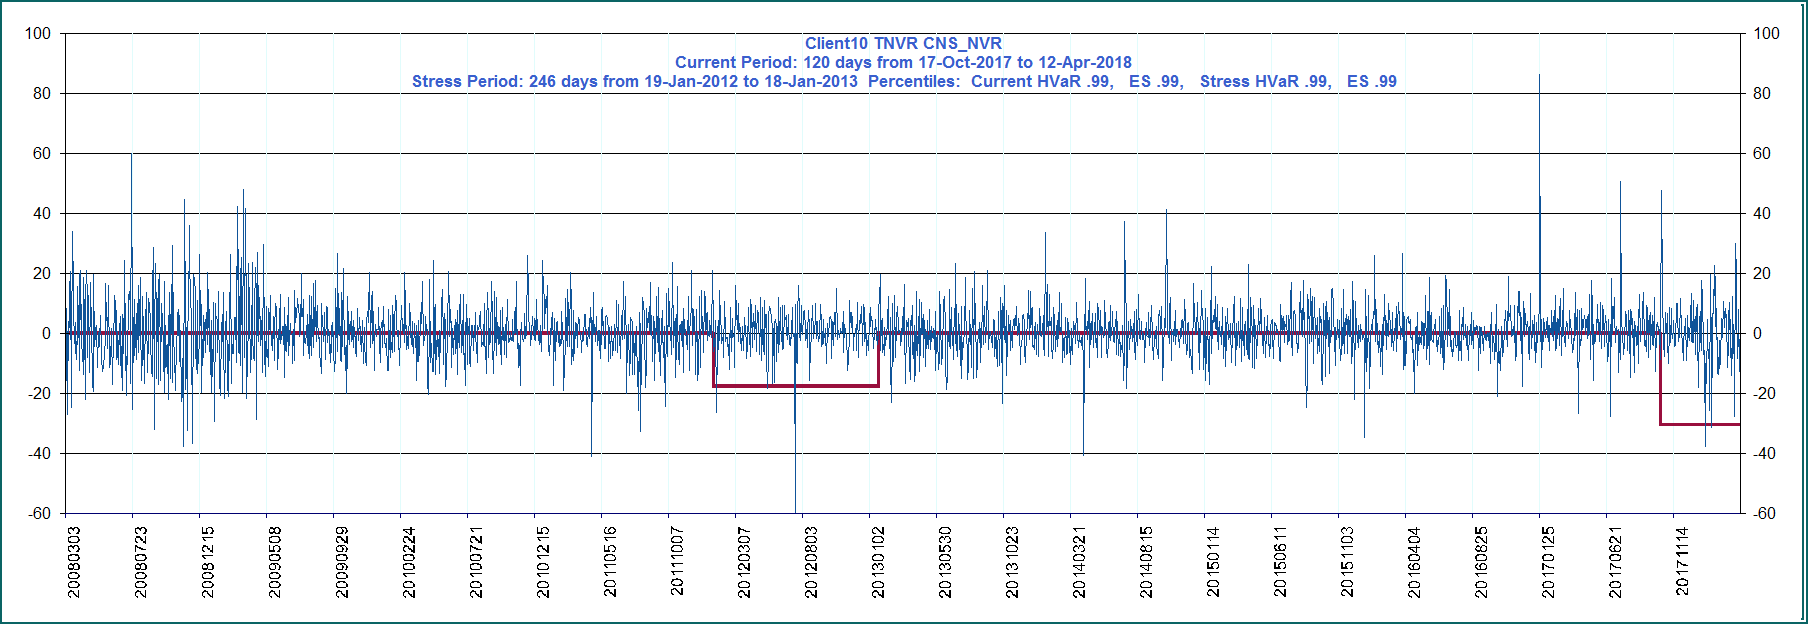 Client10 TNVR CNS_NVR
Current Period: 120 days from 17-Oct-2017 to 12-Apr-2018
Stress Period: 246 days from 19-Jan-2012 to 18-Jan-2013 Percentiles: Current HVaR .99, ES .99, Stress HVaR .99, ES .99
100 100
80 80
60 60
40 40
20 20
0 0
-20 -20
-40 -40
-60 -60
20080303 20080723 20081215 20090508 20090929 20100224 20100721 20101215 20110516 20111007 20120307 20120803 20130102 20130530 20131023 20140321 20140815 20150114 20150611 20151103 20160404 20160825 20170125 20170621 20171114